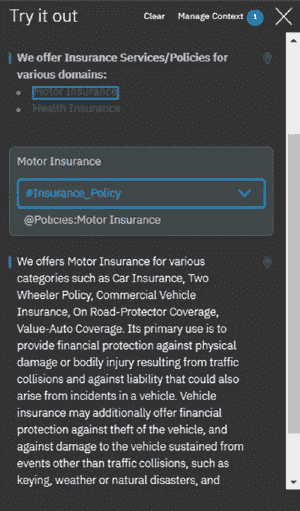 Try it out
Clear
Manage Context
1
We offer Insurance Services/Policies for
various domains:
Motor Insurance
Health Insurance
Motor Insurance
#Insurance_Policy
@Policies:Motor Insurance
We offers Motor Insurance for various
categories such as Car Insurance, Two
Wheeler Policy, Commercial Vehicle
Insurance, On Road-Protector Coverage,
Value-Auto Coverage. Its primary use is to
provide financial protection against physical
damage or bodily injury resulting from traffic
collisions and against liability that could also
arise from incidents in a vehicle. Vehicle
insurance may additionally offer financial
protection against theft of the vehicle, and
against damage to the vehicle sustained from
events other than traffic collisions, such as
keying, weather or natural disasters, and